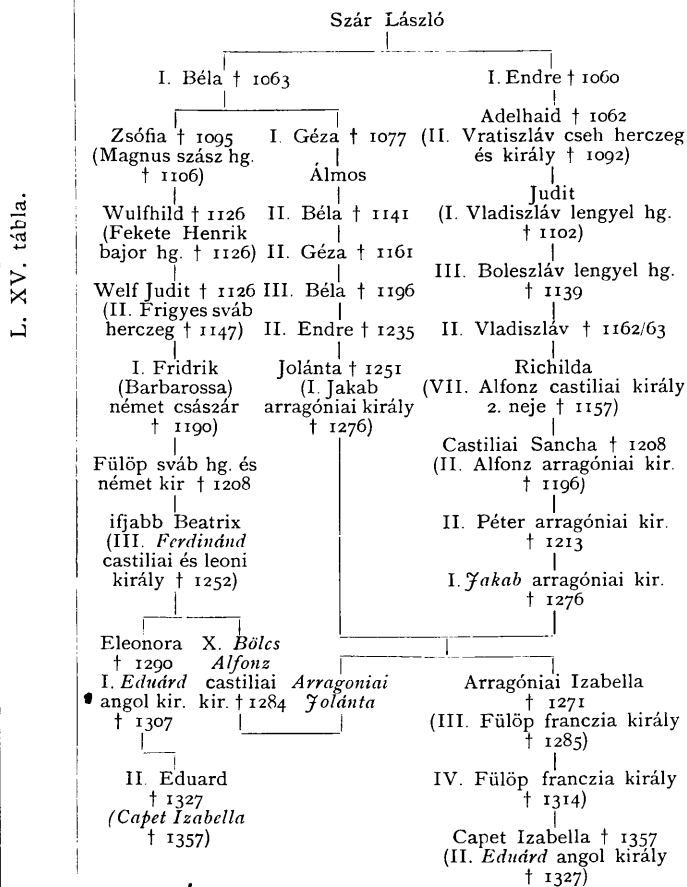 L. XV. tábla.
Szár László
I. Béla † 1063
I. Endre † 1060
Zsófia † 1095
(Magnus szász hg.
† 1106)
Wulfhild † 1126
(Fekete Henrik
bajor hg. † 1126)
Welf Judit † 1126
(II. Frigyes sváb
herczeg † 1147)
I. Fridrik
(Barbarossa)
német császár
† 1190)
Fülöp sváb hg. és
német kir † 1208
ifjabb Beatrix
(III. Ferdinánd
castiliai és leoni
király † 1252)
I. Géza † 1077
Álmos
II. Béla † 1141
II. Géza † 1161
III. Béla † 1196
II. Endre † 1235
Jolánta † 1251
(I. Jakab
arragóniai király
† 1276)
Adelhaid † 1062
(II. Vratiszláv cseh herczeg
és király † 1092)
Judit
(I. Vladiszláv lengyel hg.
† 1102)
III. Boleszláv lengyel hg.
† 1139
II. Vladiszláv † 1162/63
Richilda
(VII. Alfonz castiliai király
2. neje † 1157)
Castiliai Sancha † 1208
(II. Alfonz arragóniai kir.
† 1196)
II. Péter arragóniai kir.
† 1213
I. Jakab arragóniai kir.
† 1276
Eleonora
† 1290
I. Eduárd
angol kir.
† 1307
X. Bölcs
Alfonz
castiliai
kir. † 1284
Arragoniai
Jolánta
Arragóniai Izabella
† 1271
(III. Fülöp franczia király
† 1285)
II. Eduard
† 1327
(Capet Izabella
† 1357)
IV. Fülöp franczia király
† 1314)
Capet Izabella † 1357
(II. Eduárd angol király
† 1327)